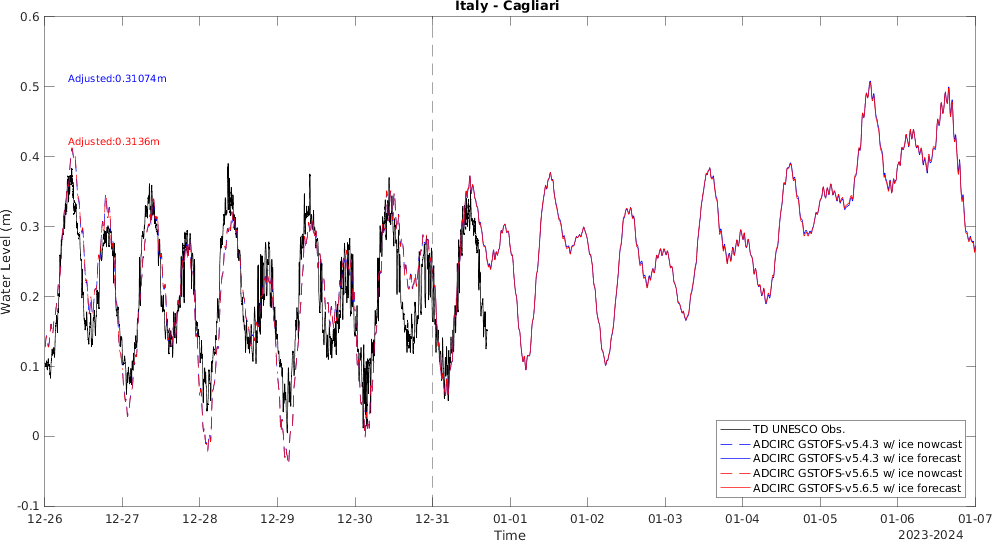 Italy - Cagliari
0.6
0.5
0.4
0.3
0.2
0.1
0
-0.1
Water Level (m)
Adjusted:0.31074m
Adjusted:0.3136m
TD UNESCO Obs.
ADCIRC GSTOFS-v5.4.3 w/ ice nowcast
ADCIRC GSTOFS-v5.4.3 w/ ice forecast
ADCIRC GSTOFS-v5.6.5 w/ ice nowcast
ADCIRC GSTOFS-v5.6.5 w/ ice forecast
12-26 12-27 12-28 12-29 12-30 12-31 01-01 01-02 01-03 01-04 01-05 01-06 01-07
Time
2023-2024